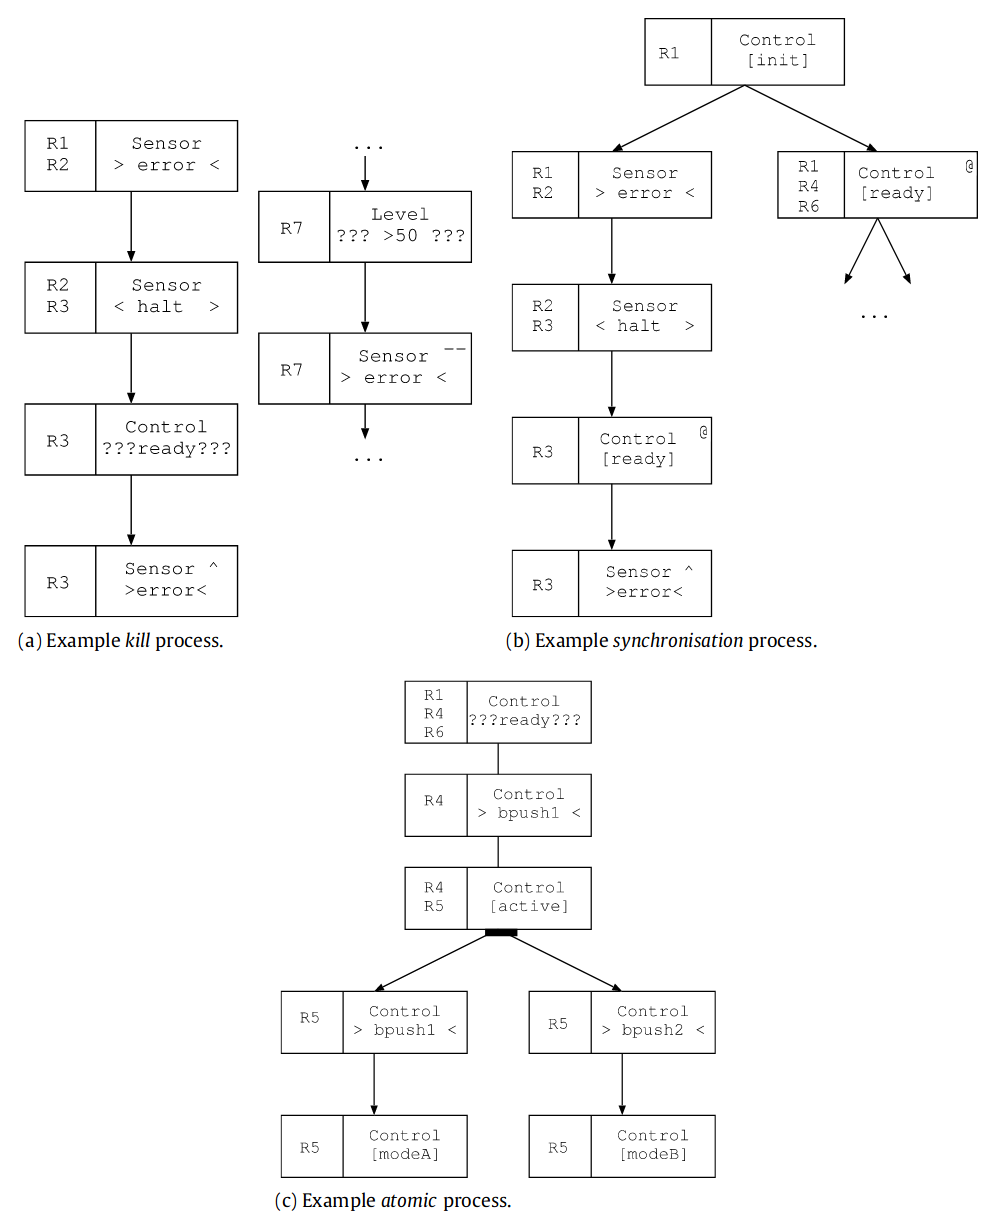 R1
R2
Sensor
> error <
R2
R3
Sensor
< halt >
R3
Control
???ready???
R3
Sensor ^
>error<
...
R7
Level
??? >50 ???
R7
Sensor --
> error <
...
(a) Example kill process.
R1
Control
[init]
R1
R2
Sensor
> error <
R2
R3
Sensor
< halt >
R3
Control @
[ready]
R3
Sensor ^
>error<
R1
R4
R6
Control @
[ready]
...
(b) Example synchronisation process.
R1
R4
R6
Control
???ready???
R4
Control
> bpush1 <
R4
R5
Control
[active]
R5
Control
> bpush1 <
R5
Control
> bpush2 <
R5
Control
[modeA]
R5
Control
[modeB]
(c) Example atomic process.